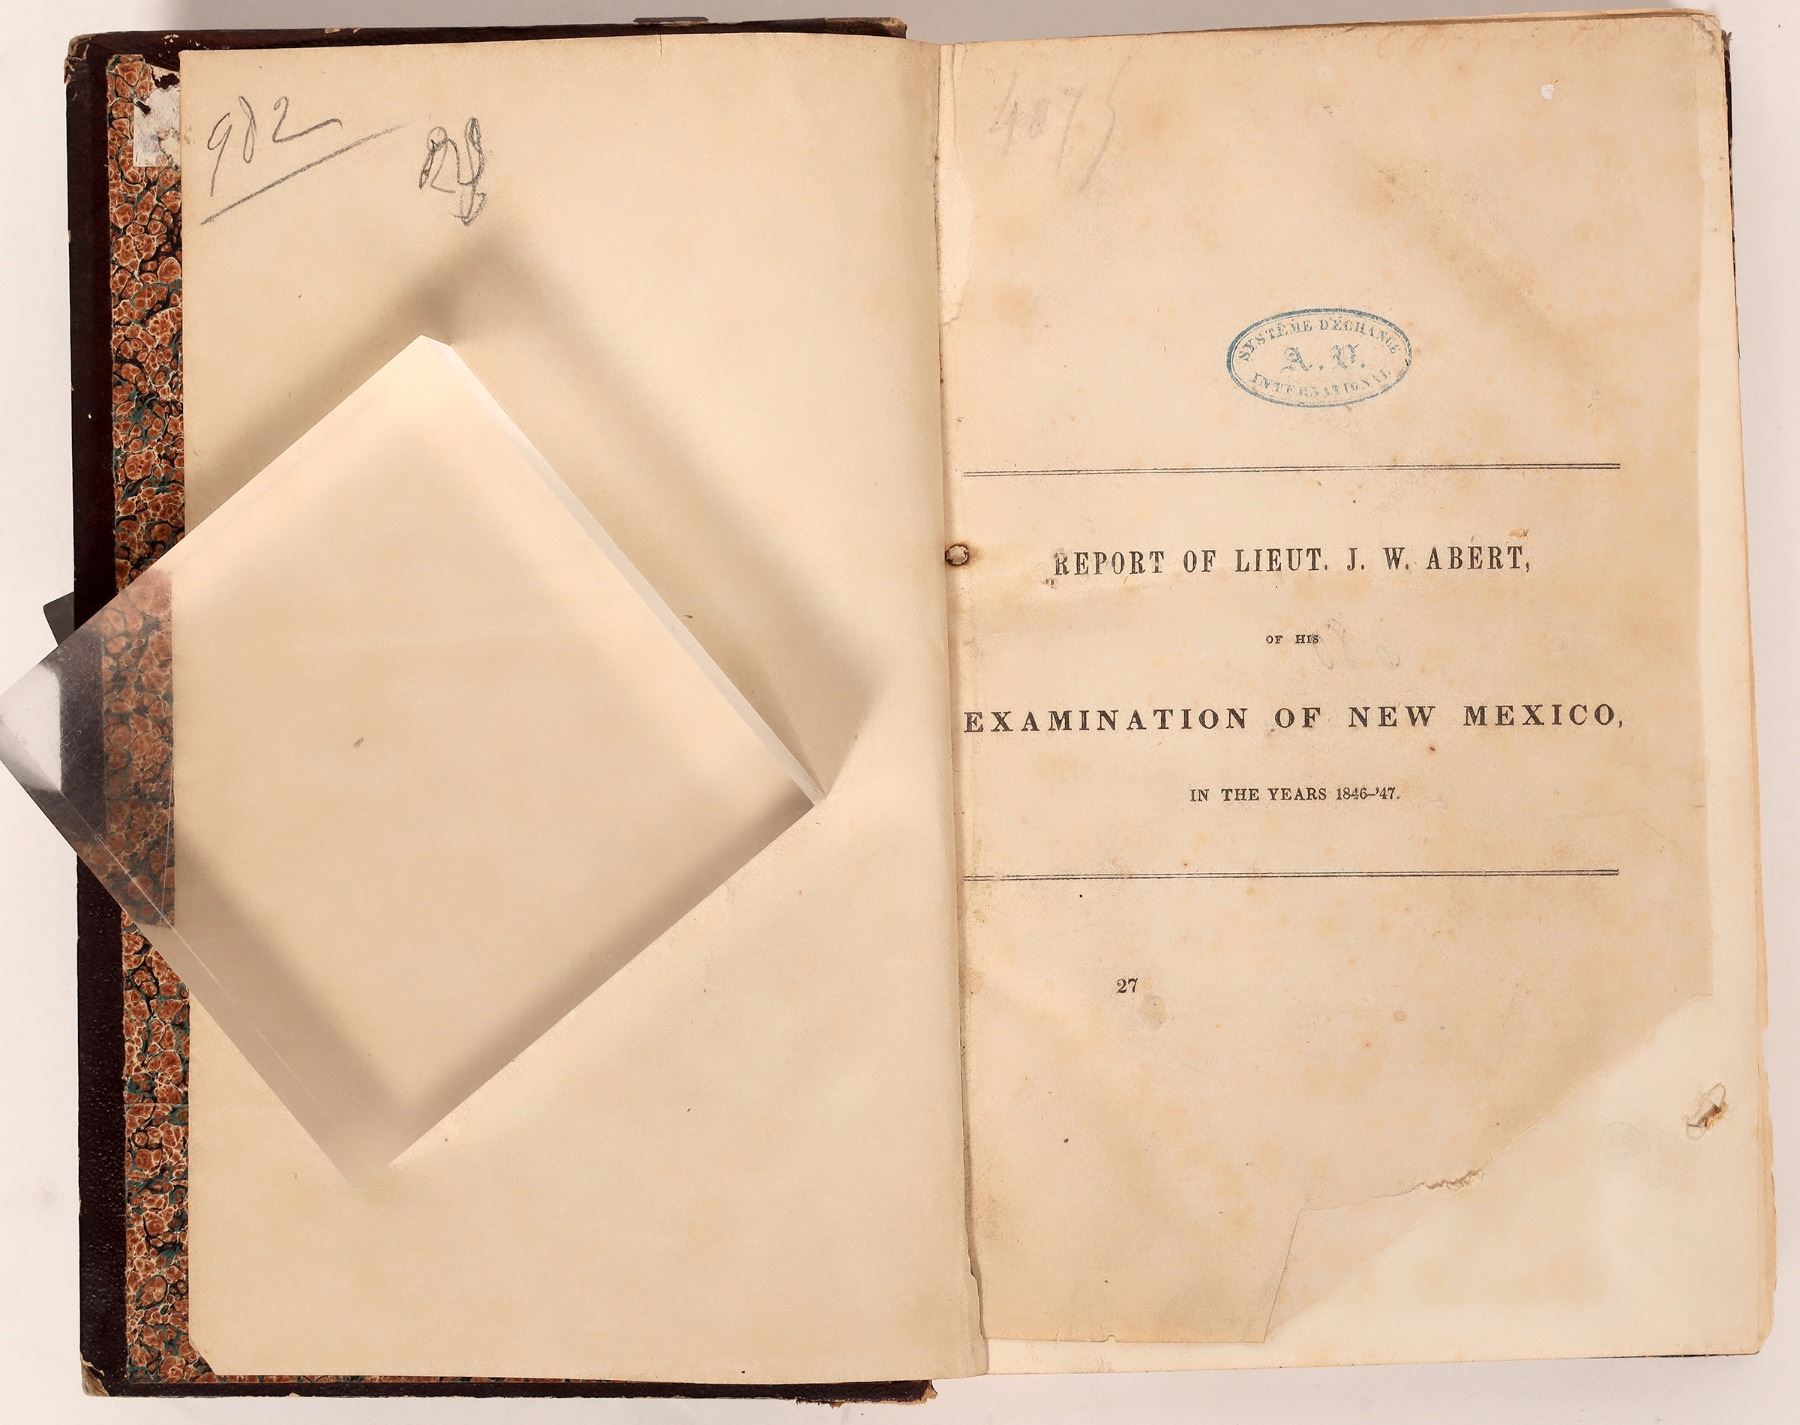 982
SYSTÈME D'ÉCHANGE
A. V.
INTERNATIONAL
REPORT OF LIEUT. J. W. ABERT,
OF HIS
EXAMINATION OF NEW MEXICO,
IN THE YEARS 1846–'47.
27